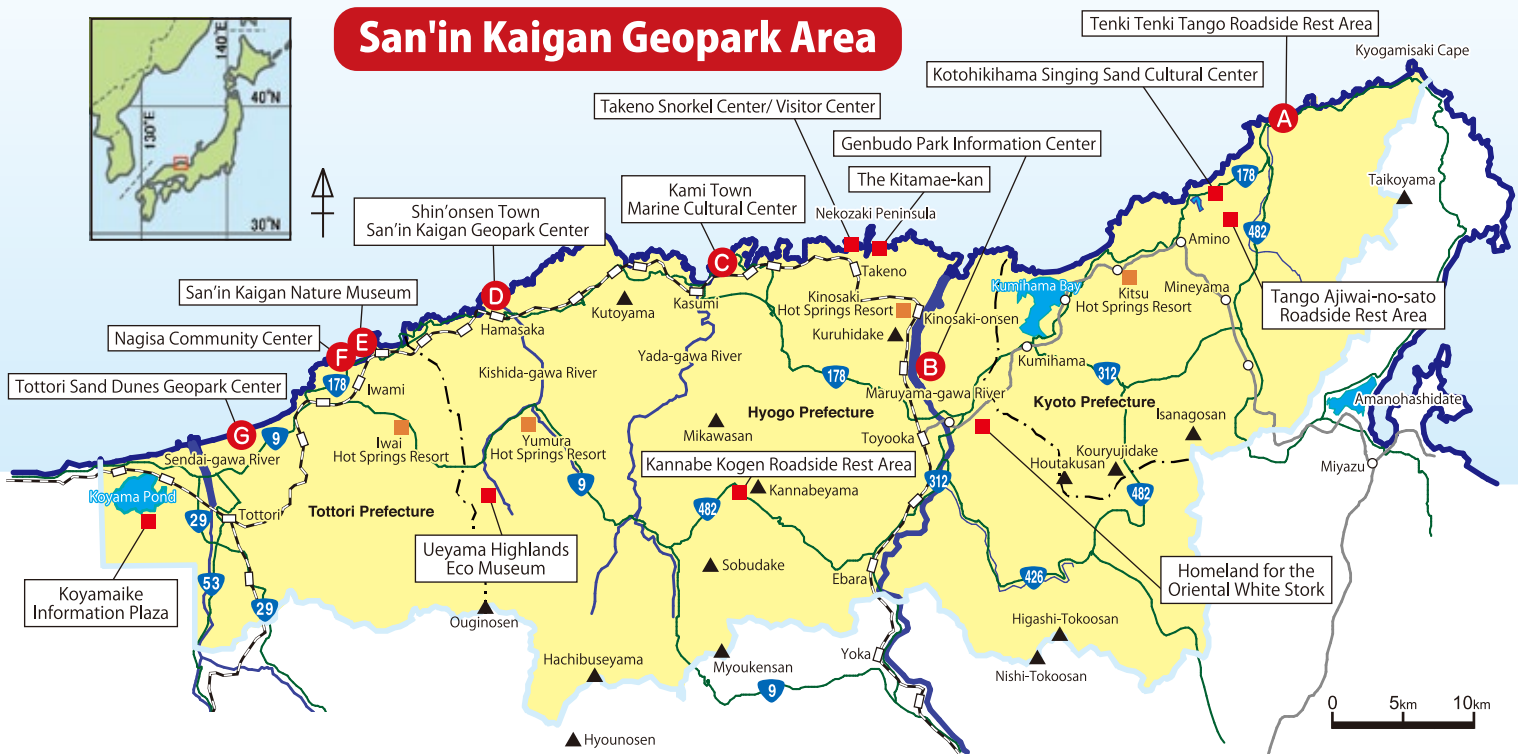 San'in Kaigan Geopark Area
140°E
40°N
130°E
30°N
Tenki Tenki Tango Roadside Rest Area
Kyogamisaki Cape
Kotohikihama Singing Sand Cultural Center
A
Takeno Snorkel Center/ Visitor Center
Genbudo Park Information Center
The Kitamae-kan
178
Taikoyama
Kami Town
Marine Cultural Center
Nekozaki Peninsula
Shin'onsen Town
San'in Kaigan Geopark Center
482
Amino
C
Takeno
San'in Kaigan Nature Museum
D
Kasumi
Kutoyama
Kinosaki
Hot Springs Resort
Kinosaki-onsen
Kumihama Bay
Kitsu
Hot Springs Resort
Mineyama
Tango Ajiwai-no-sato
Roadside Rest Area
Nagisa Community Center
F
E
Hamasaka
Kuruhidake
Yada-gawa River
B
Kumihama
Tottori Sand Dunes Geopark Center
178
Iwami
Kishida-gawa River
178
312
Maruyama-gawa River
Hyogo Prefecture
Kyoto Prefecture
Isanagosan
Amanohashidate
G
9
Iwai
Hot Springs Resort
Yumura
Hot Springs Resort
Mikawasan
Toyooka
Sendai-gawa River
Kannabe Kogen Roadside Rest Area
Houtakusan
Kouryujidake
Miyazu
Koyama Pond
9
Kannabeyama
312
482
29
Tottori
Tottori Prefecture
482
Ueyama Highlands
Eco Museum
Sobudake
Ebara
426
Homeland for the
Oriental White Stork
Koyamaike
Information Plaza
53
29
Ouginosen
Higashi-Tokoosan
Hachibuseyama
Myoukensan
Yoka
Nishi-Tokoosan
9
Hyounosen
0
5km
10km